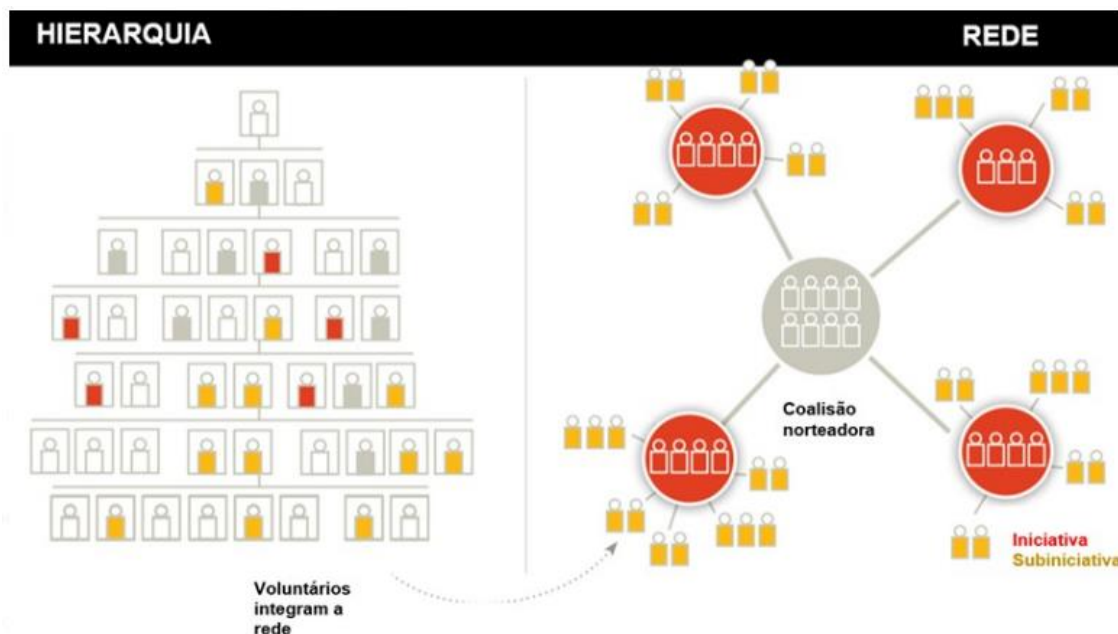 HIERARQUIA
REDE
Coalisão
norteadora
Iniciativa
Subiniciativa
Voluntários
integram a
rede